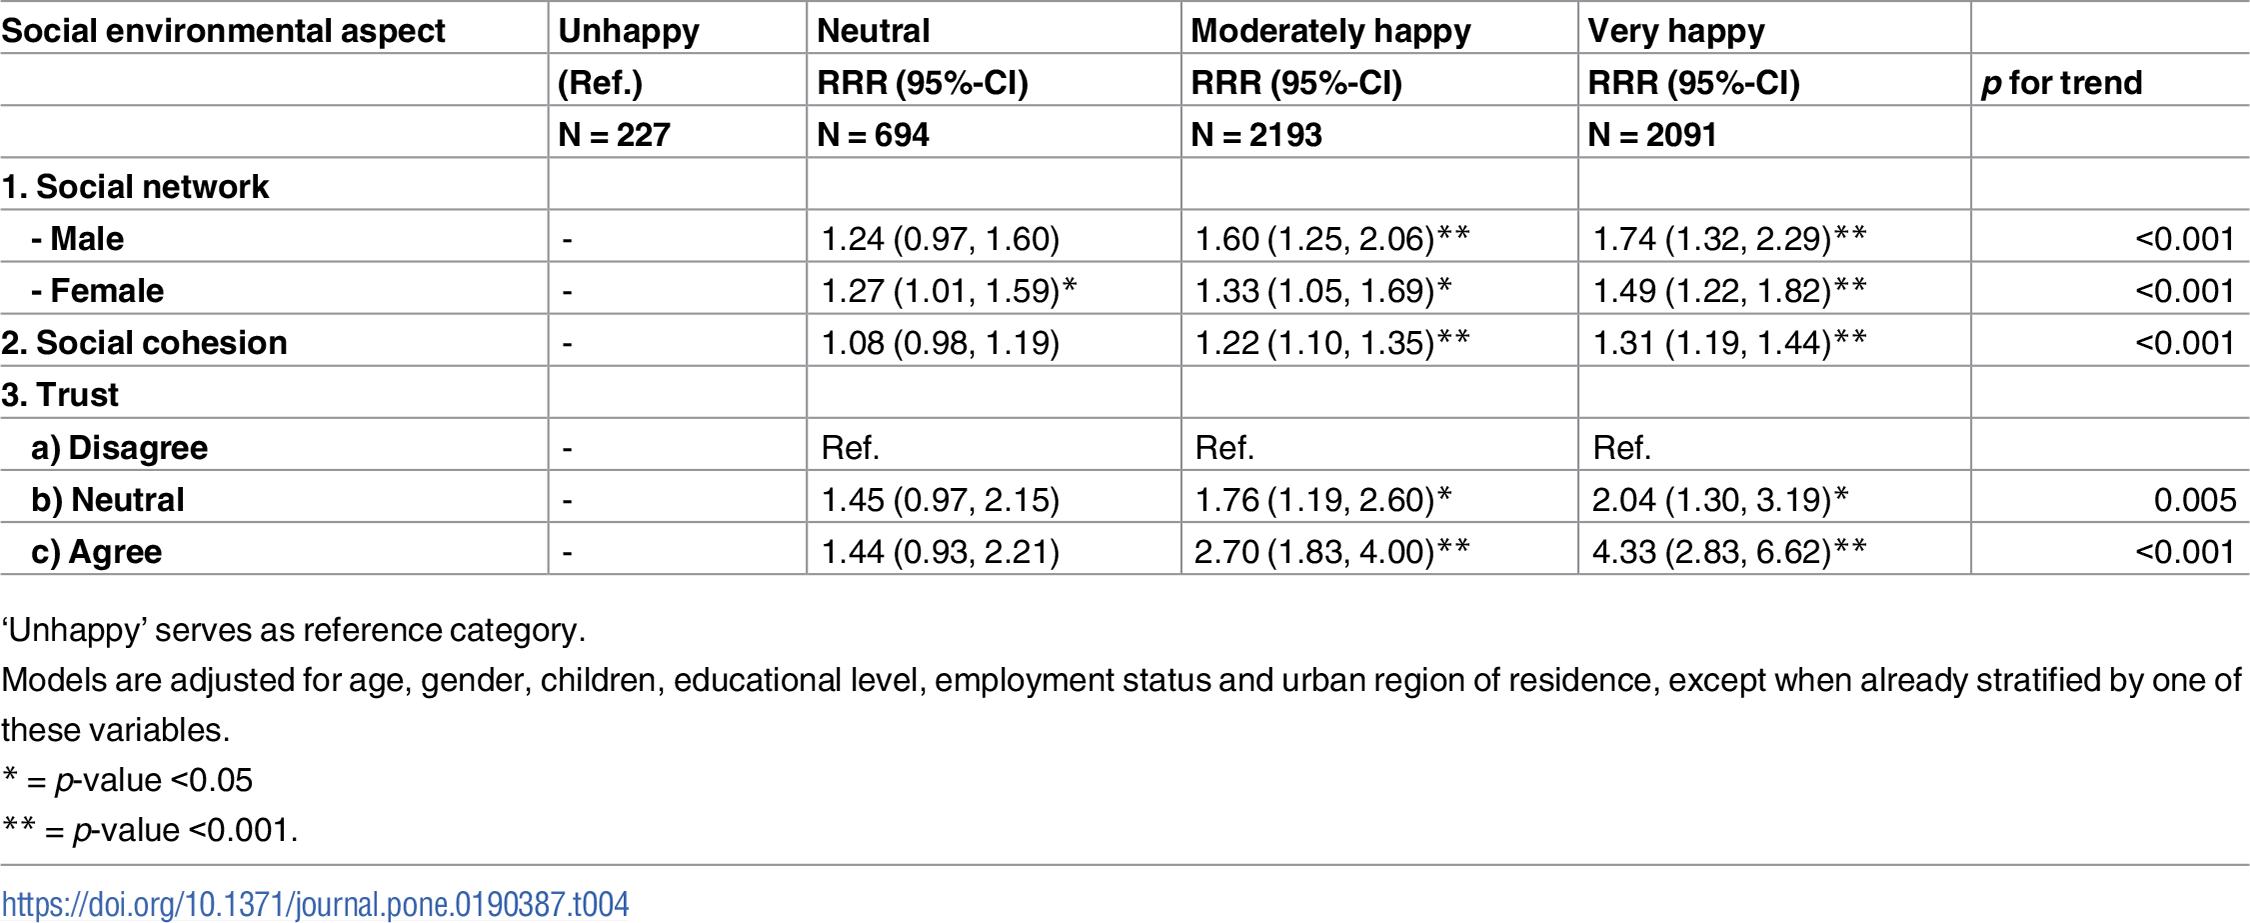 Social environmental aspect Unhappy Neutral Moderately happy Very happy
(Ref.) RRR (95%-CI) RRR (95%-CI) RRR (95%-CI) p for trend
N = 227 N = 694 N = 2193 N = 2091
1. Social network
- Male - 1.24 (0.97, 1.60) 1.60 (1.25, 2.06)** 1.74 (1.32, 2.29)** <0.001
- Female - 1.27 (1.01, 1.59)* 1.33 (1.05, 1.69)* 1.49 (1.22, 1.82)** <0.001
2. Social cohesion - 1.08 (0.98, 1.19) 1.22 (1.10, 1.35)** 1.31 (1.19, 1.44)** <0.001
3. Trust
a) Disagree - Ref. Ref. Ref.
b) Neutral - 1.45 (0.97, 2.15) 1.76 (1.19, 2.60)* 2.04 (1.30, 3.19)* 0.005
c) Agree - 1.44 (0.93, 2.21) 2.70 (1.83, 4.00)** 4.33 (2.83, 6.62)** <0.001
‘Unhappy’ serves as reference category.
Models are adjusted for age, gender, children, educational level, employment status and urban region of residence, except when already stratified by one of
these variables.
* = p-value <0.05
** = p-value <0.001.
https://doi.org/10.1371/journal.pone.0190387.t004